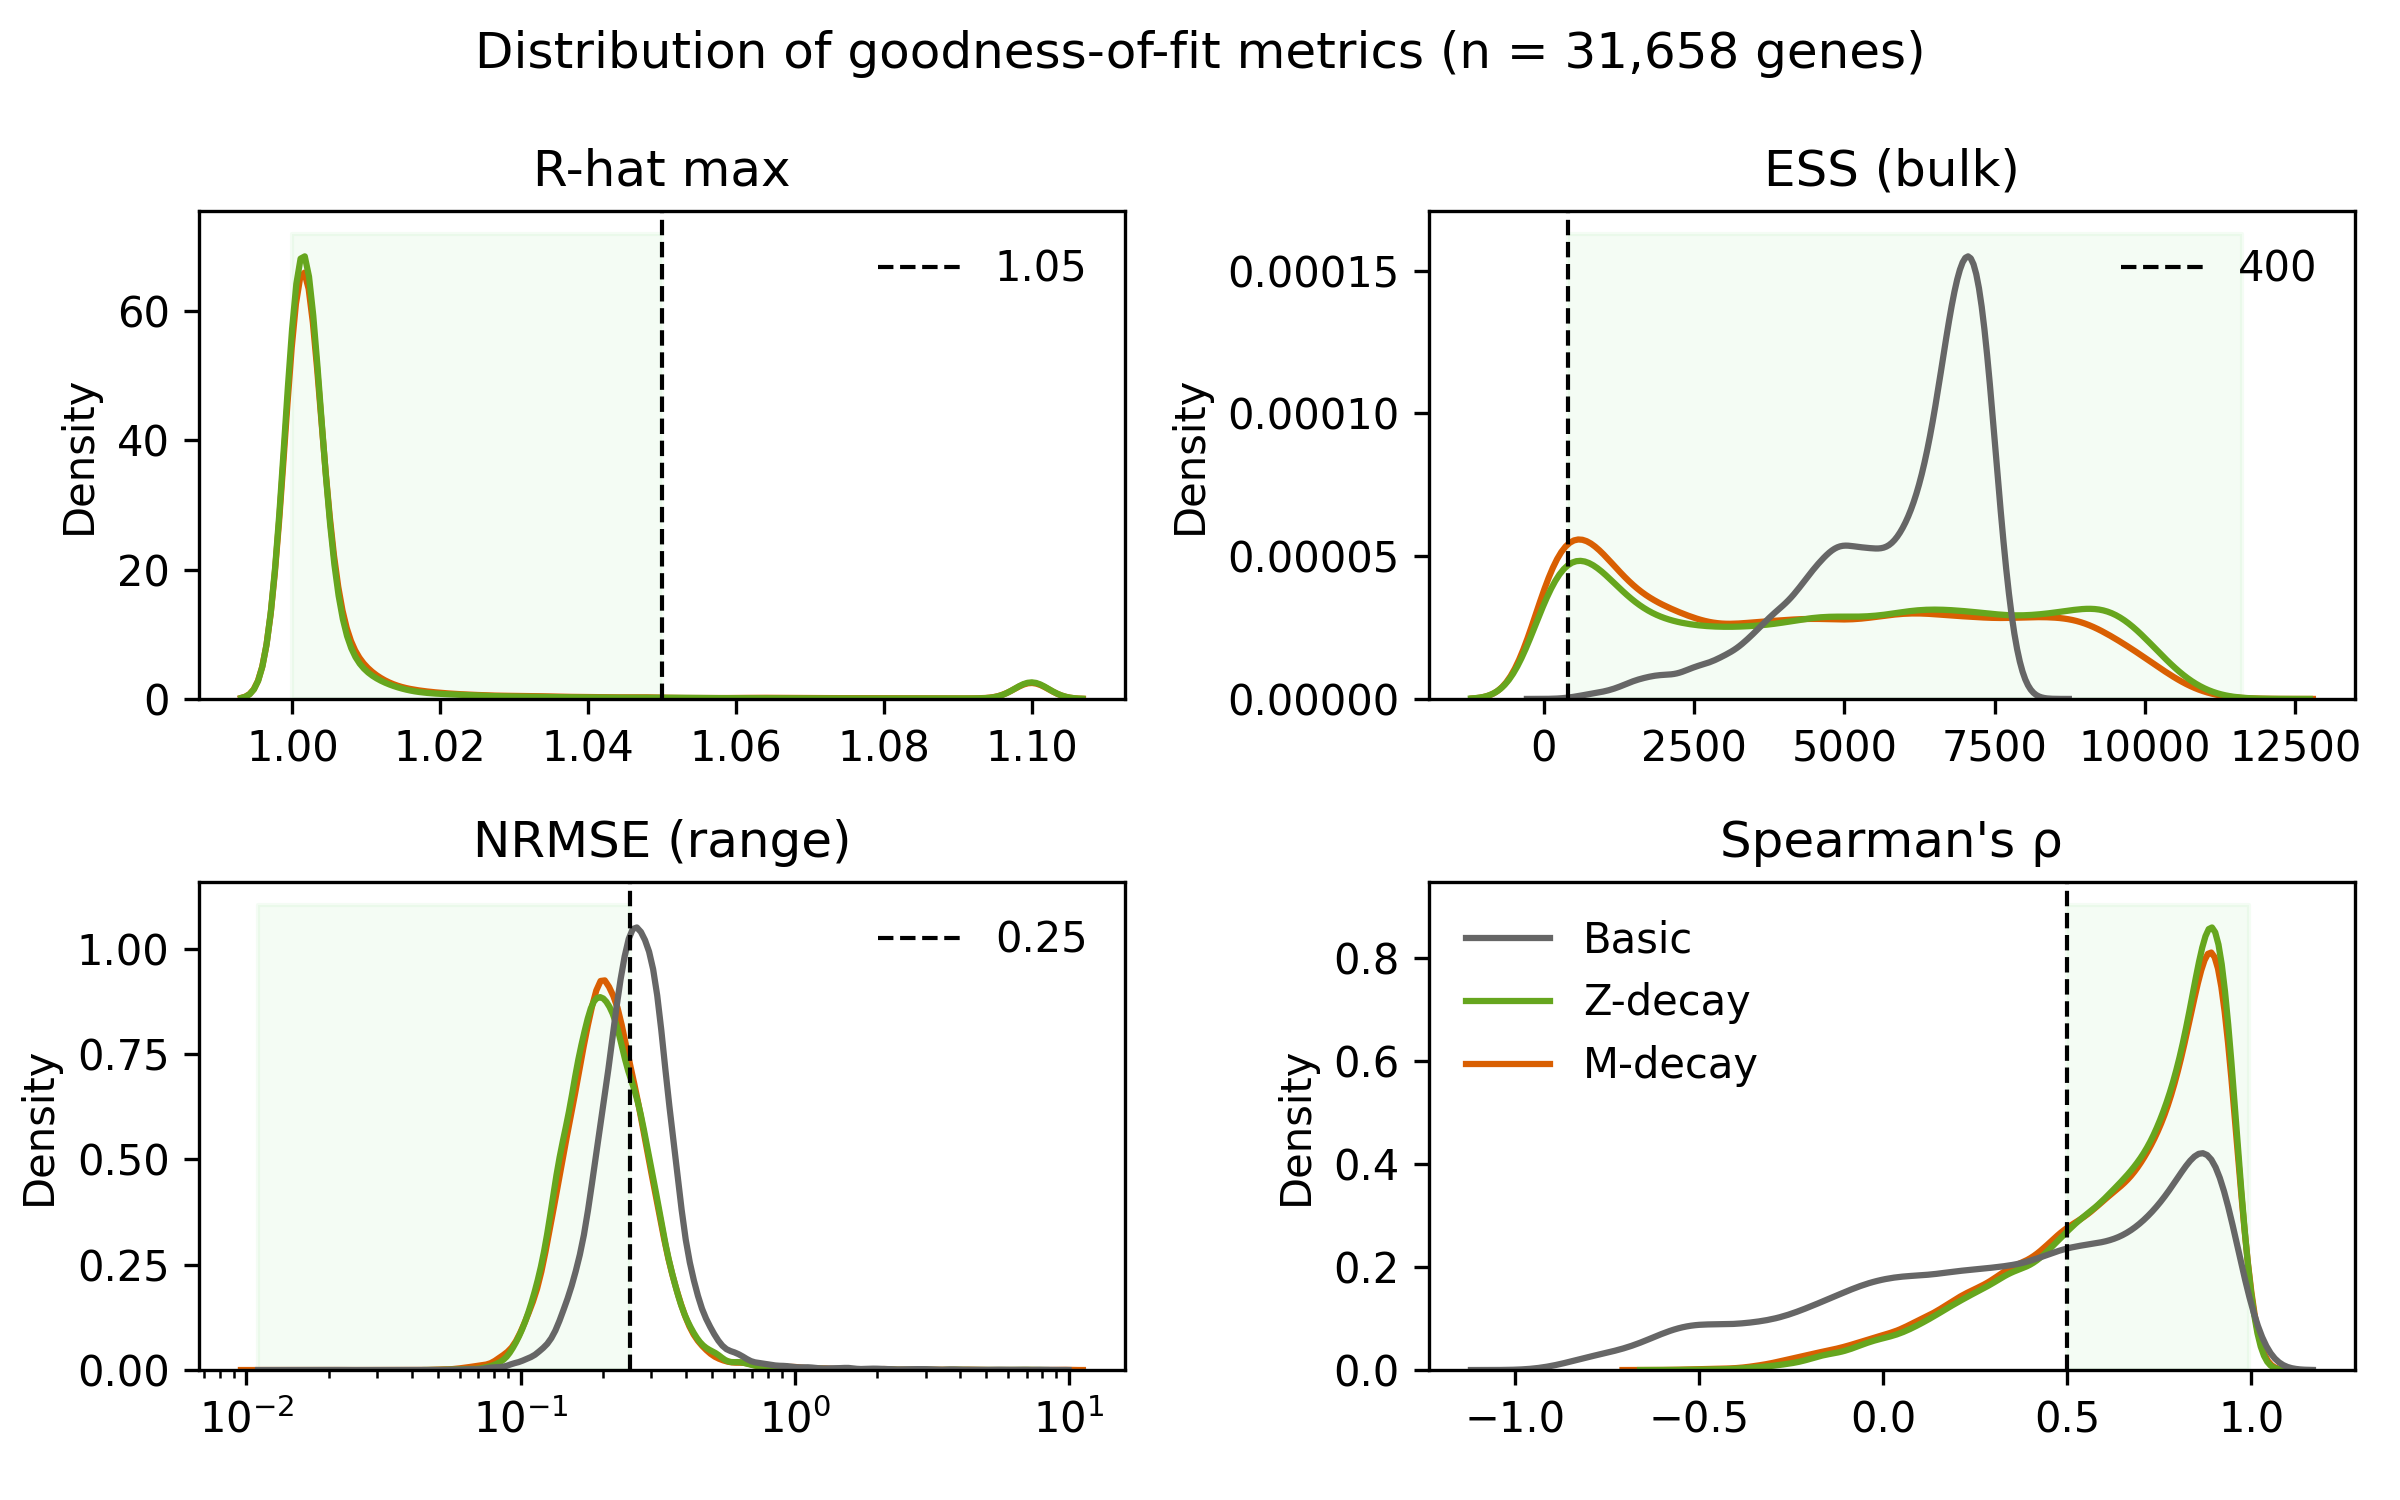 Distribution of goodness-of-fit metrics (n = 31,658 genes)
R-hat max
Density
60
40
20
0
1.00 1.02 1.04 1.06 1.08 1.10
1.05
ESS (bulk)
Density
0.00015
0.00010
0.00005
0.00000
0 2500 5000 7500 10000 12500
400
NRMSE (range)
Density
1.00
0.75
0.50
0.25
0.00
10⁻² 10⁻¹ 10⁰ 10¹
0.25
Spearman's ρ
Density
0.8
0.6
0.4
0.2
0.0
−1.0 −0.5 0.0 0.5 1.0
Basic
Z-decay
M-decay